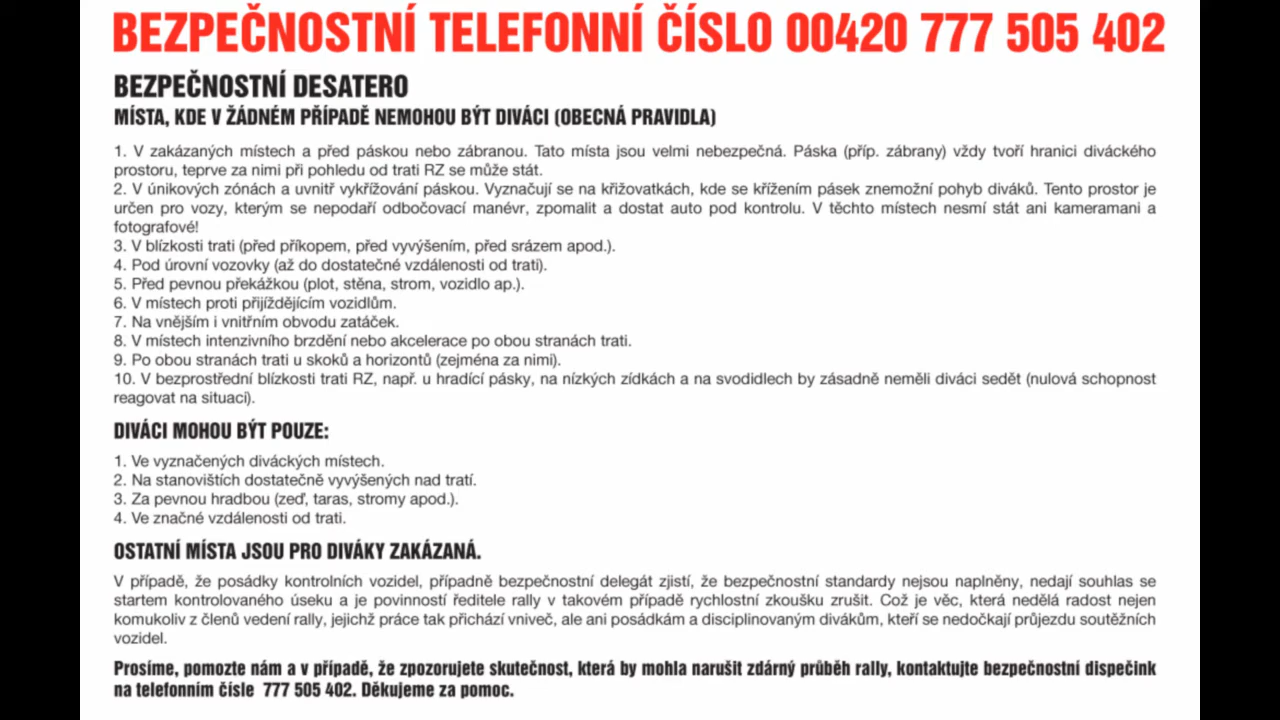 BEZPEČNOSTNÍ TELEFONNÍ ČÍSLO 00420 777 505 402
BEZPEČNOSTNÍ DESATERO
MÍSTA, KDE V ŽÁDNÉM PŘÍPADĚ NEMOHOU BÝT DIVÁCI (OBECNÁ PRAVIDLA)
1. V zakázaných místech a před páskou nebo zábranou. Tato místa jsou velmi nebezpečná. Páska (příp. zábrany) vždy tvoří hranici diváckého
prostoru, teprve za nimi při pohledu od trati RZ se může stát.
2. V únikových zónách a uvnitř vykřížování páskou. Vyznačují se na křižovatkách, kde se křížením pásek znemožní pohyb diváků. Tento prostor je
určen pro vozy, kterým se nepodaří odbočovací manévr, zpomalit a dostat auto pod kontrolu. V těchto místech nesmí stát ani kameramani a
fotografové!
3. V blízkosti trati (před příkopem, před vyvýšením, před srázem apod.).
4. Pod úrovní vozovky (až do dostatečné vzdálenosti od trati).
5. Před pevnou překážkou (plot, stěna, strom, vozidlo ap.).
6. V místech proti přijíždějícím vozidlům.
7. Na vnějším i vnitřním obvodu zatáček.
8. V místech intenzivního brzdění nebo akcelerace po obou stranách trati.
9. Po obou stranách trati u skoků a horizontů (zejména za nimi).
10. V bezprostřední blízkosti trati RZ, např. u hradící pásky, na nízkých zídkách a na svodidlech by zásadně neměli diváci sedět (nulová schopnost
reagovat na situaci).
DIVÁCI MOHOU BÝT POUZE:
1. Ve vyznačených diváckých místech.
2. Na stanovištích dostatečně vyvýšených nad tratí.
3. Za pevnou hradbou (zeď, taras, stromy apod.).
4. Ve značné vzdálenosti od trati.
OSTATNÍ MÍSTA JSOU PRO DIVÁKY ZAKÁZANÁ.
V případě, že posádky kontrolních vozidel, případně bezpečnostní delegát zjistí, že bezpečnostní standardy nejsou naplněny, nedají souhlas se
startem kontrolovaného úseku a je povinností ředitele rally v takovém případě rychlostní zkoušku zrušit. Což je věc, která nedělá radost nejen
komukoliv z členů vedení rally, jejichž práce tak přichází vniveč, ale ani posádkám a disciplinovaným divákům, kteří se nedočkají průjezdu soutěžních
vozidel.
Prosíme, pomozte nám a v případě, že zpozorujete skutečnost, která by mohla narušit zdárný průběh rally, kontaktujte bezpečnostní dispečink
na telefonním čísle 777 505 402. Děkujeme za pomoc.